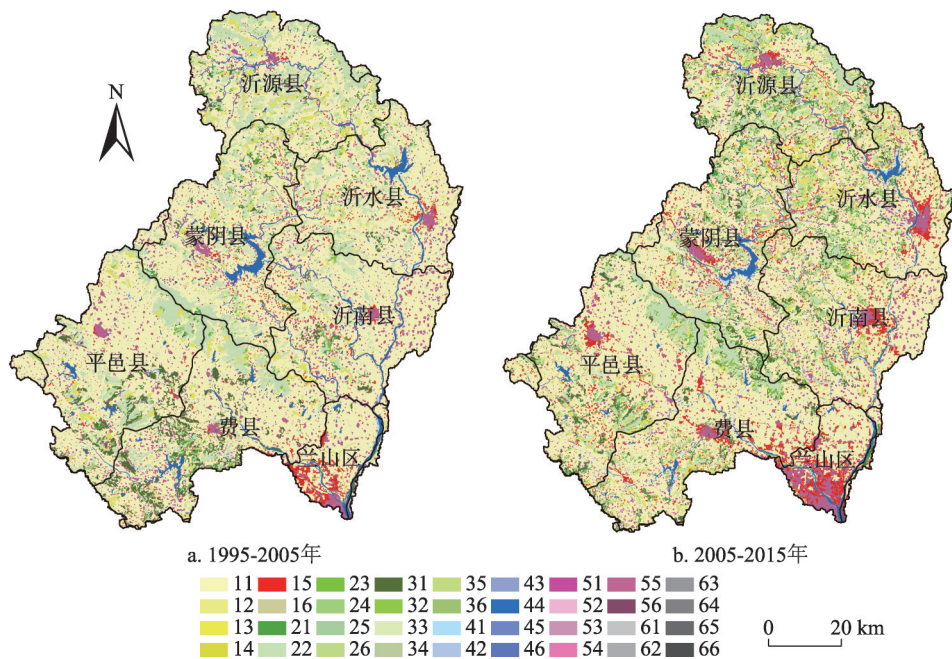 N
沂源县
沂水县
蒙阴县
沂南县
平邑县
费县
兰山区
沂源县
沂水县
蒙阴县
沂南县
平邑县
费县
兰山区
a. 1995-2005年
b. 2005-2015年
11 15 23 31 35 43 51 55 63
12 16 24 32 36 44 52 56 64
13 21 25 33 41 45 53 61 65
14 22 26 34 42 46 54 62 66
0 20 km